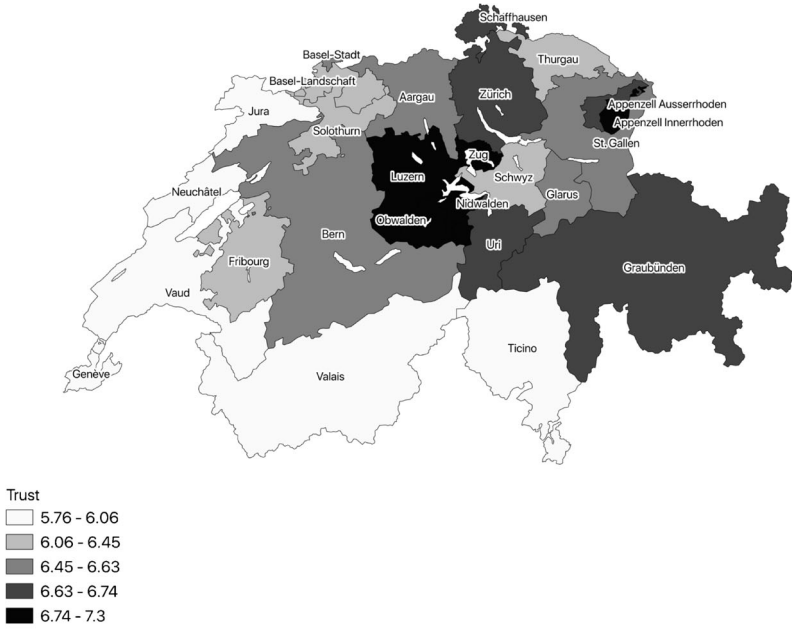 Schaffhausen
Basel-Stadt
Thurgau
Basel-Landschaft
Aargau
Zürich
Jura
Appenzell Ausserrhoden
Appenzell Innerrhoden
Solothurn
St. Gallen
Zug
Luzern
Schwyz
Neuchâtel
Glarus
Nidwalden
Obwalden
Bern
Uri
Fribourg
Graubünden
Vaud
Ticino
Genève
Valais
Trust
5.76 - 6.06
6.06 - 6.45
6.45 - 6.63
6.63 - 6.74
6.74 - 7.3